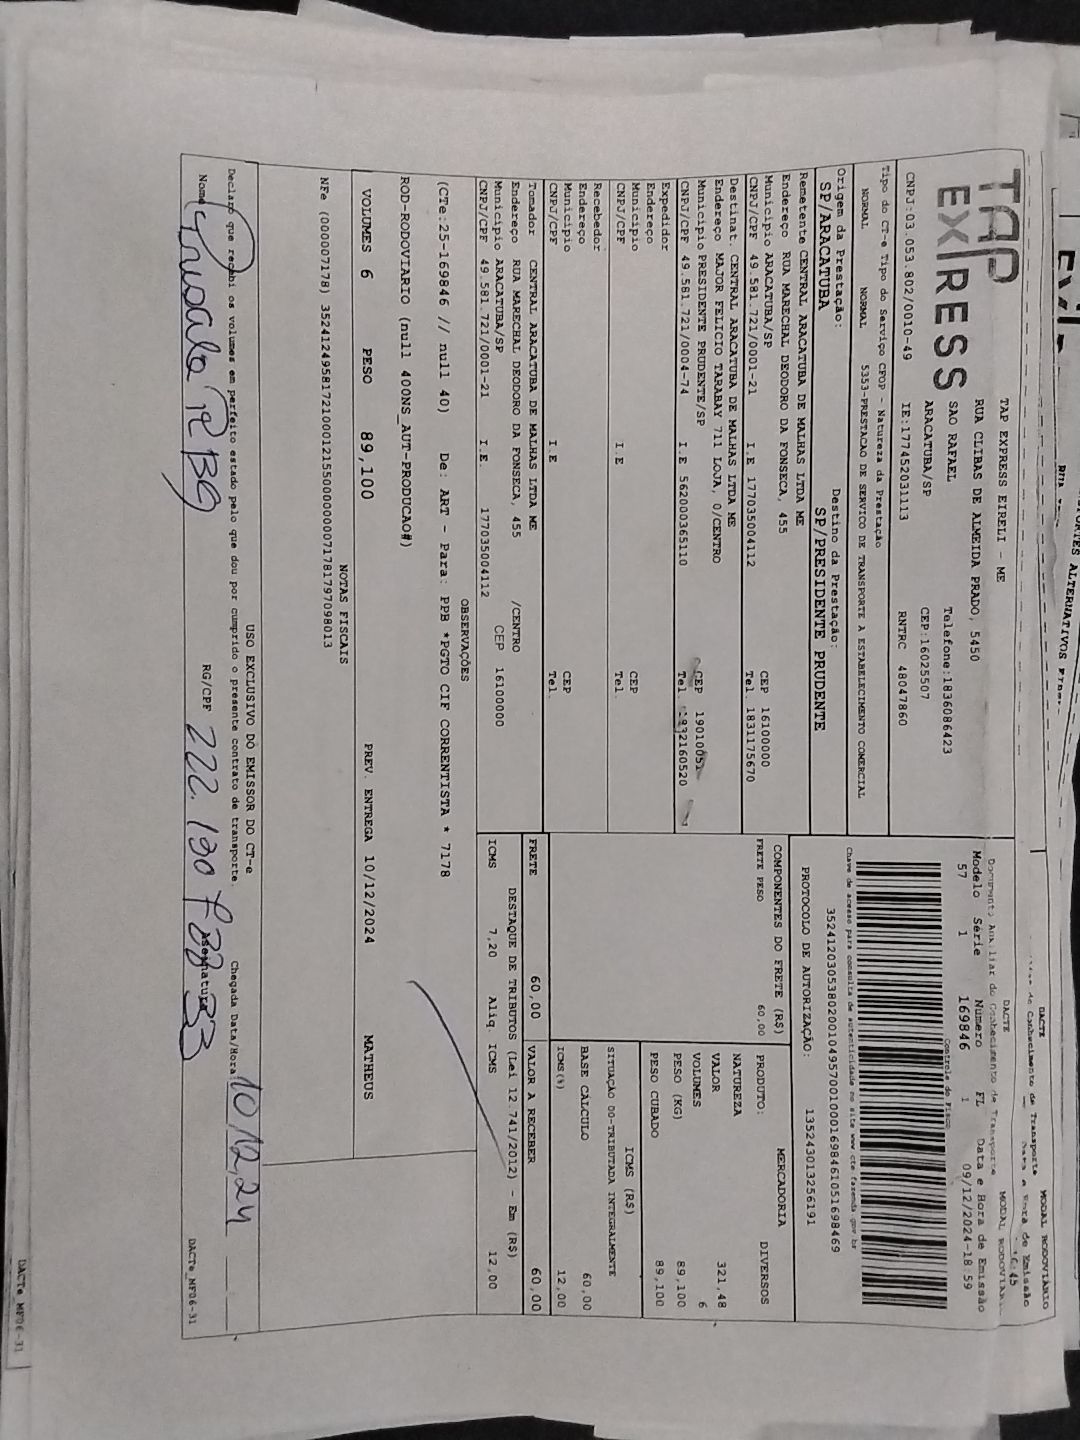 TAP EXPRESS
TAP EXPRESS EIRELI - ME
RUA CLIBAS DE ALMEIDA PRADO, 5450
SAO RAFAEL Telefone:1836086423
ARACATUBA/SP CEP:16025507
CNPJ:03.053.802/0010-49 IE:177452031113 RNTRC 48047860
DACTE MODAL RODOVIÁRIO
Documento Auxiliar do Conhecimento de Transporte
Modelo Série Número FL Data e Hora de Emissão
57 1 169846 1 09/12/2024-18:59
Controle do Fisco
Chave de acesso para consulta de autenticidade no site www.cte.fazenda.gov.br
35241203053802001049570010001698461051698469
PROTOCOLO DE AUTORIZAÇÃO: 135243013256191
Tipo do CT-e Tipo do Serviço CFOP - Natureza da Prestação
NORMAL NORMAL 5353-PRESTACAO DE SERVICO DE TRANSPORTE A ESTABELECIMENTO COMERCIAL
Origem da Prestação: Destino da Prestação:
SP/ARACATUBA SP/PRESIDENTE PRUDENTE
Remetente CENTRAL ARACATUBA DE MALHAS LTDA ME
Endereço RUA MARECHAL DEODORO DA FONSECA, 455
Município ARACATUBA/SP CEP 16100000
CNPJ/CPF 49.581.721/0001-21 I.E 177035004112 Tel. 1831175670
Destinat. CENTRAL ARACATUBA DE MALHAS LTDA ME
Endereço MAJOR FELICIO TARABAY 711 LOJA, 0/CENTRO
Município PRESIDENTE PRUDENTE/SP CEP 19010051
CNPJ/CPF 49.581.721/0004-74 I.E 562000365110 Tel. 1832160520
Expedidor
Endereço
Município CEP
CNPJ/CPF I.E Tel.
Recebedor
Endereço
Município CEP
CNPJ/CPF I.E Tel.
Tomador CENTRAL ARACATUBA DE MALHAS LTDA ME
Endereço RUA MARECHAL DEODORO DA FONSECA, 455 /CENTRO
Município ARACATUBA/SP CEP 16100000
CNPJ/CPF 49.581.721/0001-21 I.E. 177035004112
COMPONENTES DO FRETE (R$)
FRETE PESO 60,00
MERCADORIA
PRODUTO: DIVERSOS
NATUREZA
VALOR 321,48
VOLUMES 6
PESO (KG) 89,100
PESO CUBADO 89,100
ICMS (R$)
SITUAÇÃO 00-TRIBUTADA INTEGRALMENTE
BASE CÁLCULO 60,00
ICMS(%) 12,00
FRETE 60,00 VALOR A RECEBER 60,00
DESTAQUE DE TRIBUTOS (Lei 12.741/2012) - Em (R$)
ICMS 7,20 Aliq. ICMS 12,00
OBSERVAÇÕES
(CTe:25-169846 // null 40) De: ART - Para: PPB *PGTO CIF CORRENTISTA * 7178
ROD-RODOVIARIO (null 400NS_AUT-PRODUCAO#)
VOLUMES 6 PESO 89,100 PREV. ENTREGA 10/12/2024 MATHEUS
NOTAS FISCAIS
NFe (000007178) 35241249581721000121550000000071781797098013
USO EXCLUSIVO DO EMISSOR DO CT-e
Declaro que recebi os volumes em perfeito estado pelo que dou por cumprido o presente contrato de transporte. Chegada Data/Hora: 10/12,24
Nome RG/CPF 222.130 Assinatura
DACTe_MF06-31
DACTe_MF06-31